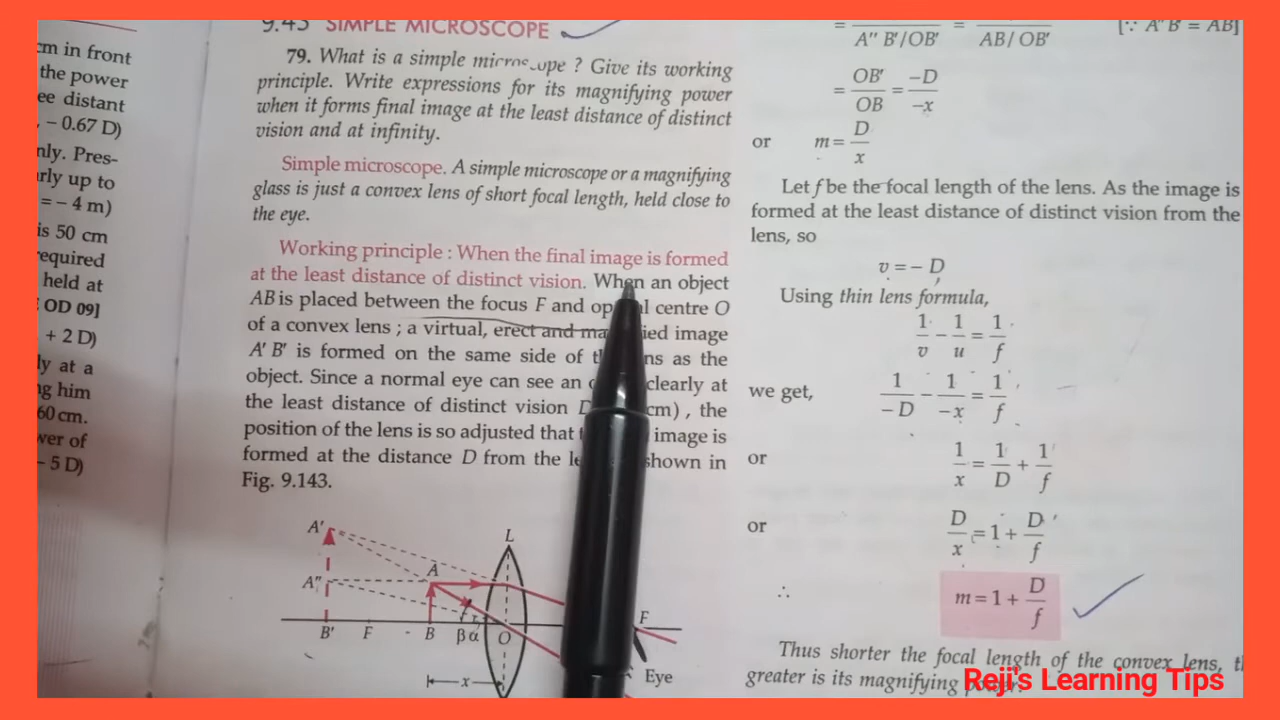 cm in front
the power
ee distant
. – 0.67 D)
nly. Pres-
rly up to
= – 4 m)
is 50 cm
equired
held at
E OD 09]
+ 2 D)
ly at a
ng him
60 cm.
wer of
– 5 D)
9.43 SIMPLE MICROSCOPE
79. What is a simple microscope ? Give its working
principle. Write expressions for its magnifying power
when it forms final image at the least distance of distinct
vision and at infinity.
Simple microscope. A simple microscope or a magnifying
glass is just a convex lens of short focal length, held close to
the eye.
Working principle : When the final image is formed
at the least distance of distinct vision. When an object
AB is placed between the focus F and op l centre O
of a convex lens ; a virtual, erect and ma ied image
A′ B′ is formed on the same side of th ns as the
object. Since a normal eye can see an clearly at
the least distance of distinct vision D cm) , the
position of the lens is so adjusted that image is
formed at the distance D from the le shown in
Fig. 9.143.
A′
A″
A
L
B′ F B β α O F
x
Eye
= A″ B′/OB′ = AB/ OB′ [∵ A″ B′ = AB]
= OB′/OB = –D/–x
or m = D/x
Let f be the focal length of the lens. As the image is
formed at the least distance of distinct vision from the
lens, so
v = – D
Using thin lens formula,
1/v – 1/u = 1/f
we get, 1/– D – 1/–x = 1/f
or 1/x = 1/D + 1/f
or D/x = 1 + D/f
∴ m = 1 + D/f
Thus shorter the focal length of the convex lens, t
greater is its magnifying
Reji's Learning Tips